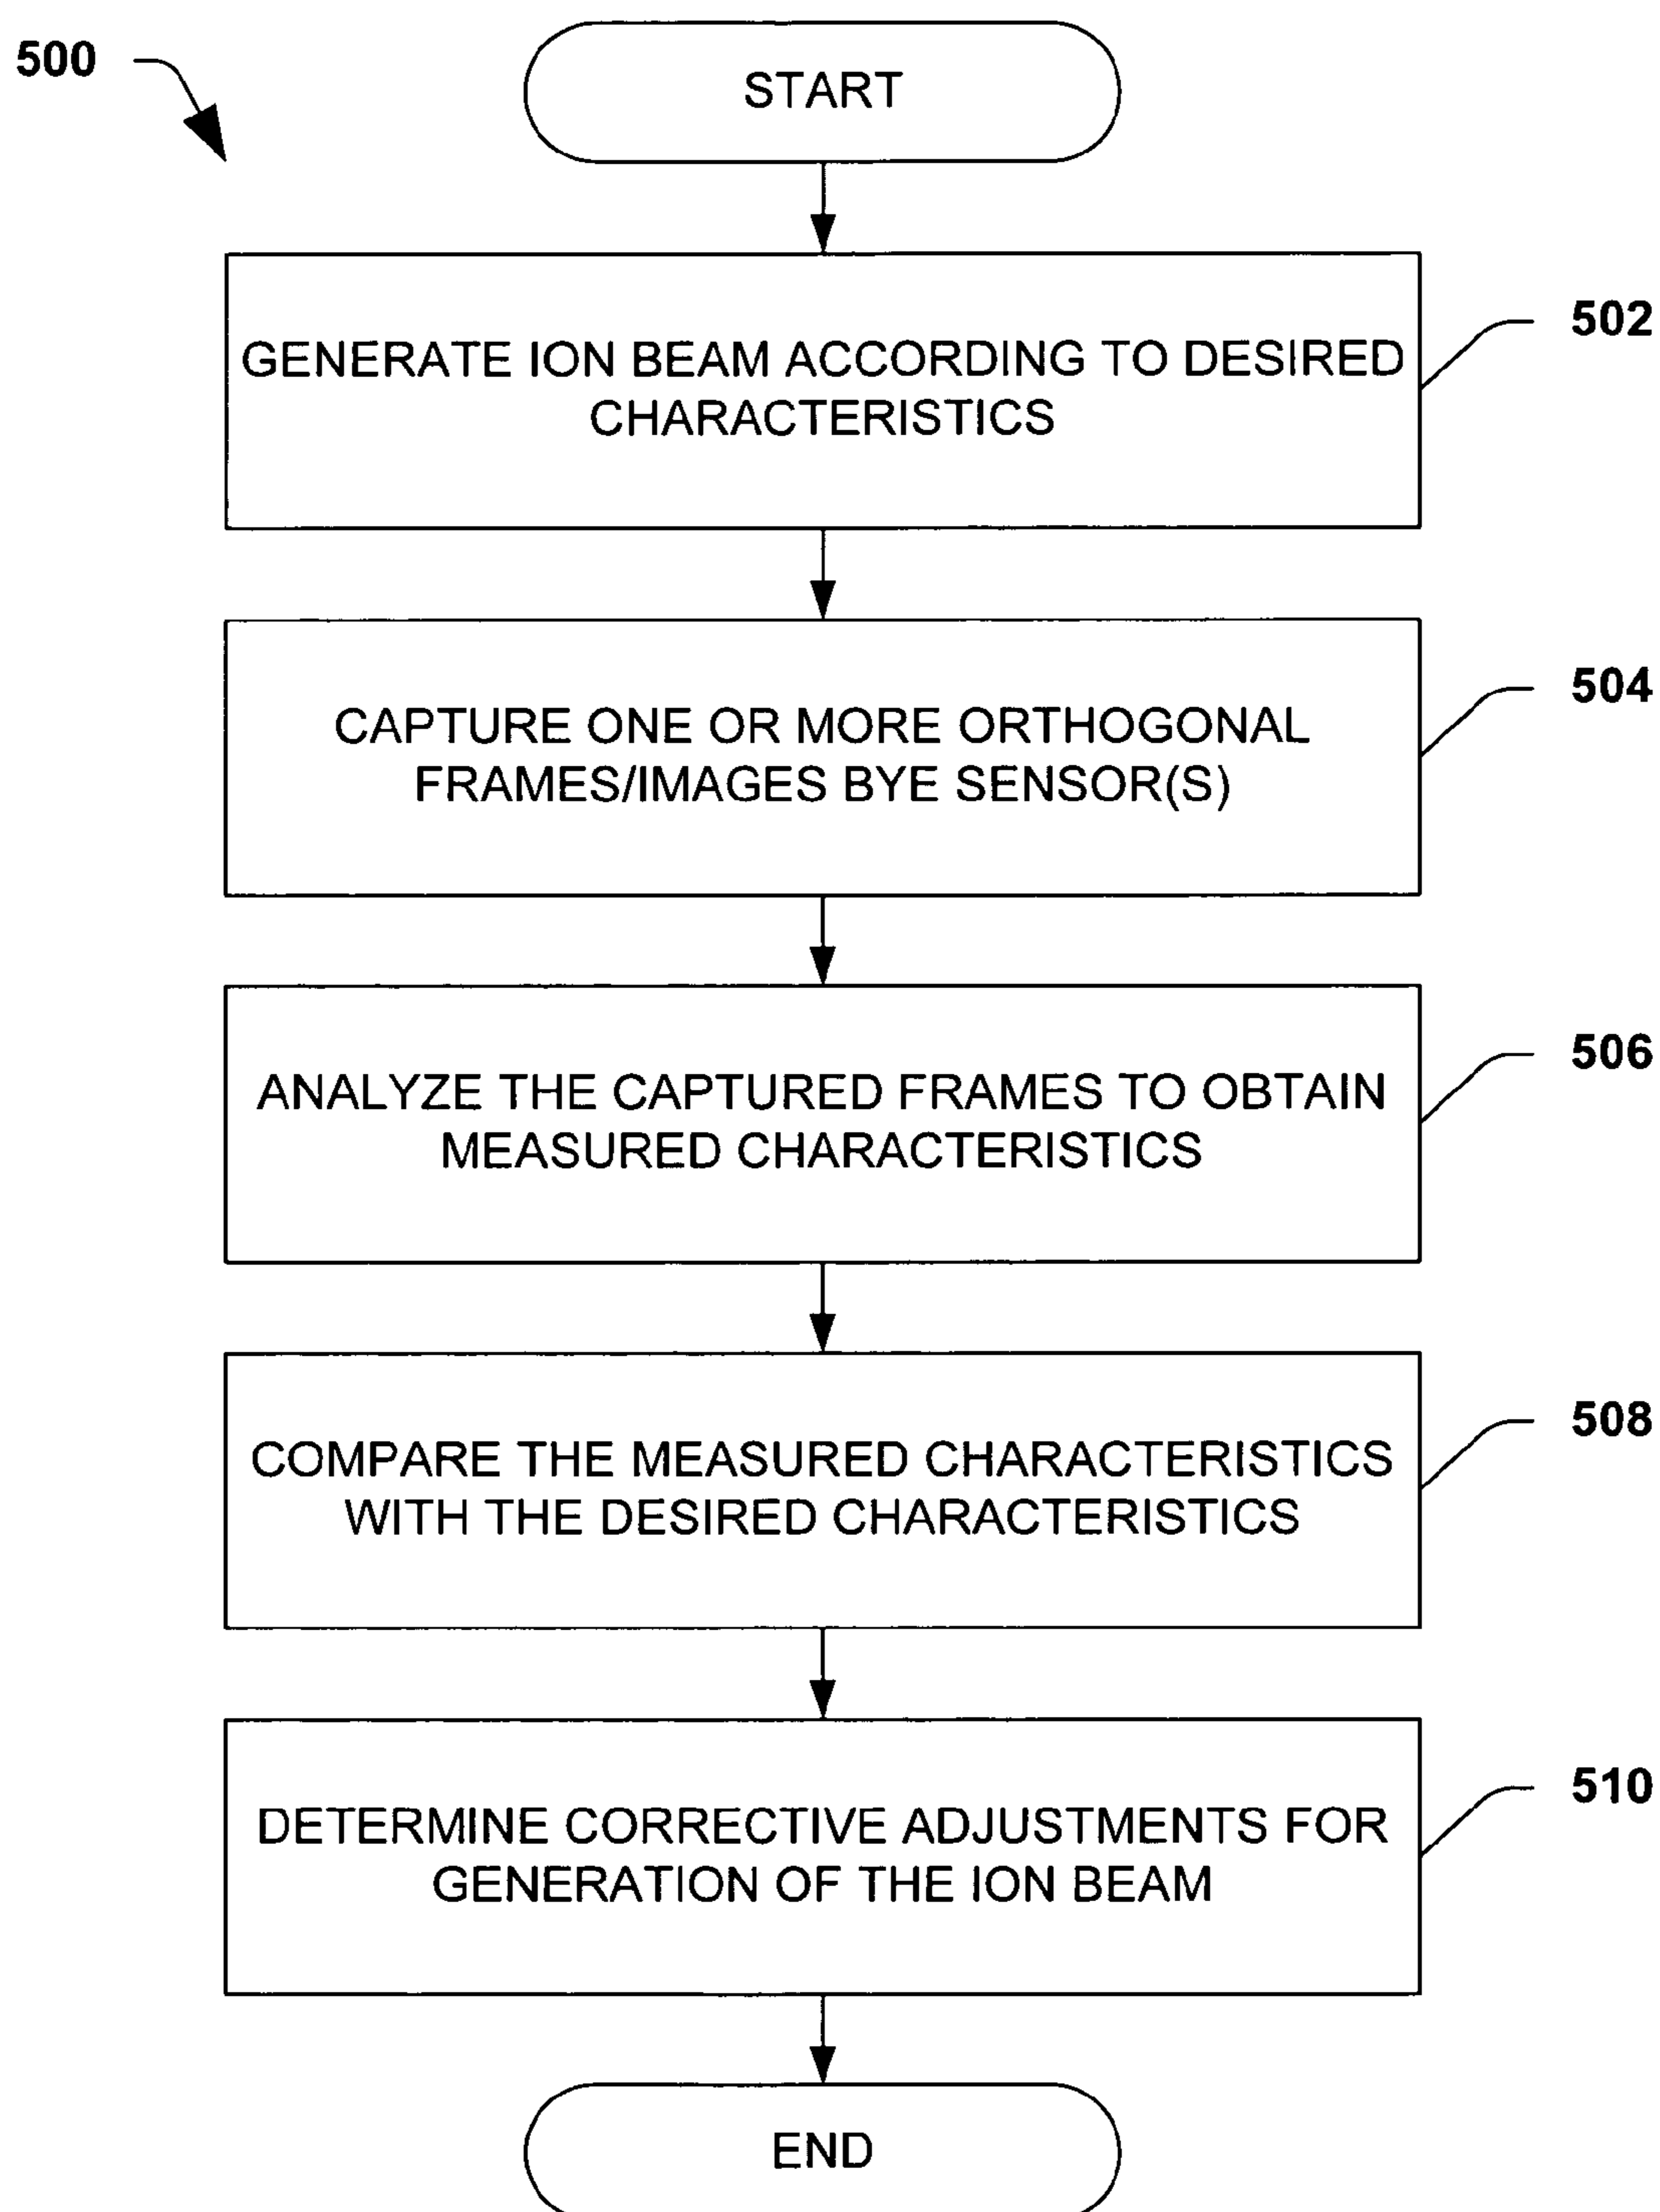 500
START
GENERATE ION BEAM ACCORDING TO DESIRED
CHARACTERISTICS
502
CAPTURE ONE OR MORE ORTHOGONAL
FRAMES/IMAGES BYE SENSOR(S)
504
ANALYZE THE CAPTURED FRAMES TO OBTAIN
MEASURED CHARACTERISTICS
506
COMPARE THE MEASURED CHARACTERISTICS
WITH THE DESIRED CHARACTERISTICS
508
DETERMINE CORRECTIVE ADJUSTMENTS FOR
GENERATION OF THE ION BEAM
510
END